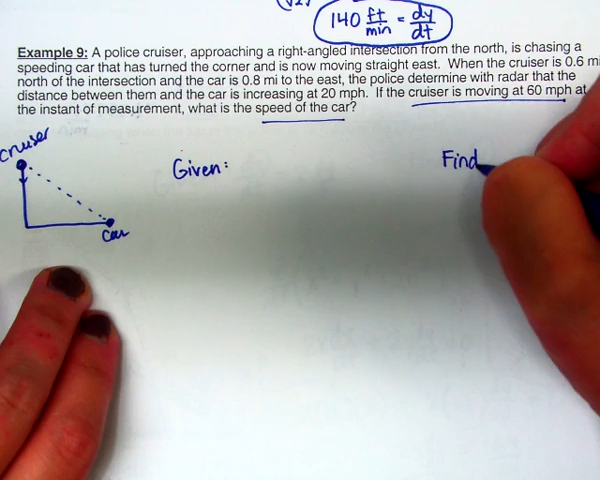 140 ft/min = dy/dt
Example 9: A police cruiser, approaching a right-angled intersection from the north, is chasing a
speeding car that has turned the corner and is now moving straight east. When the cruiser is 0.6 mi
north of the intersection and the car is 0.8 mi to the east, the police determine with radar that the
distance between them and the car is increasing at 20 mph. If the cruiser is moving at 60 mph at
the instant of measurement, what is the speed of the car?
cruiser
Given:
Find
car